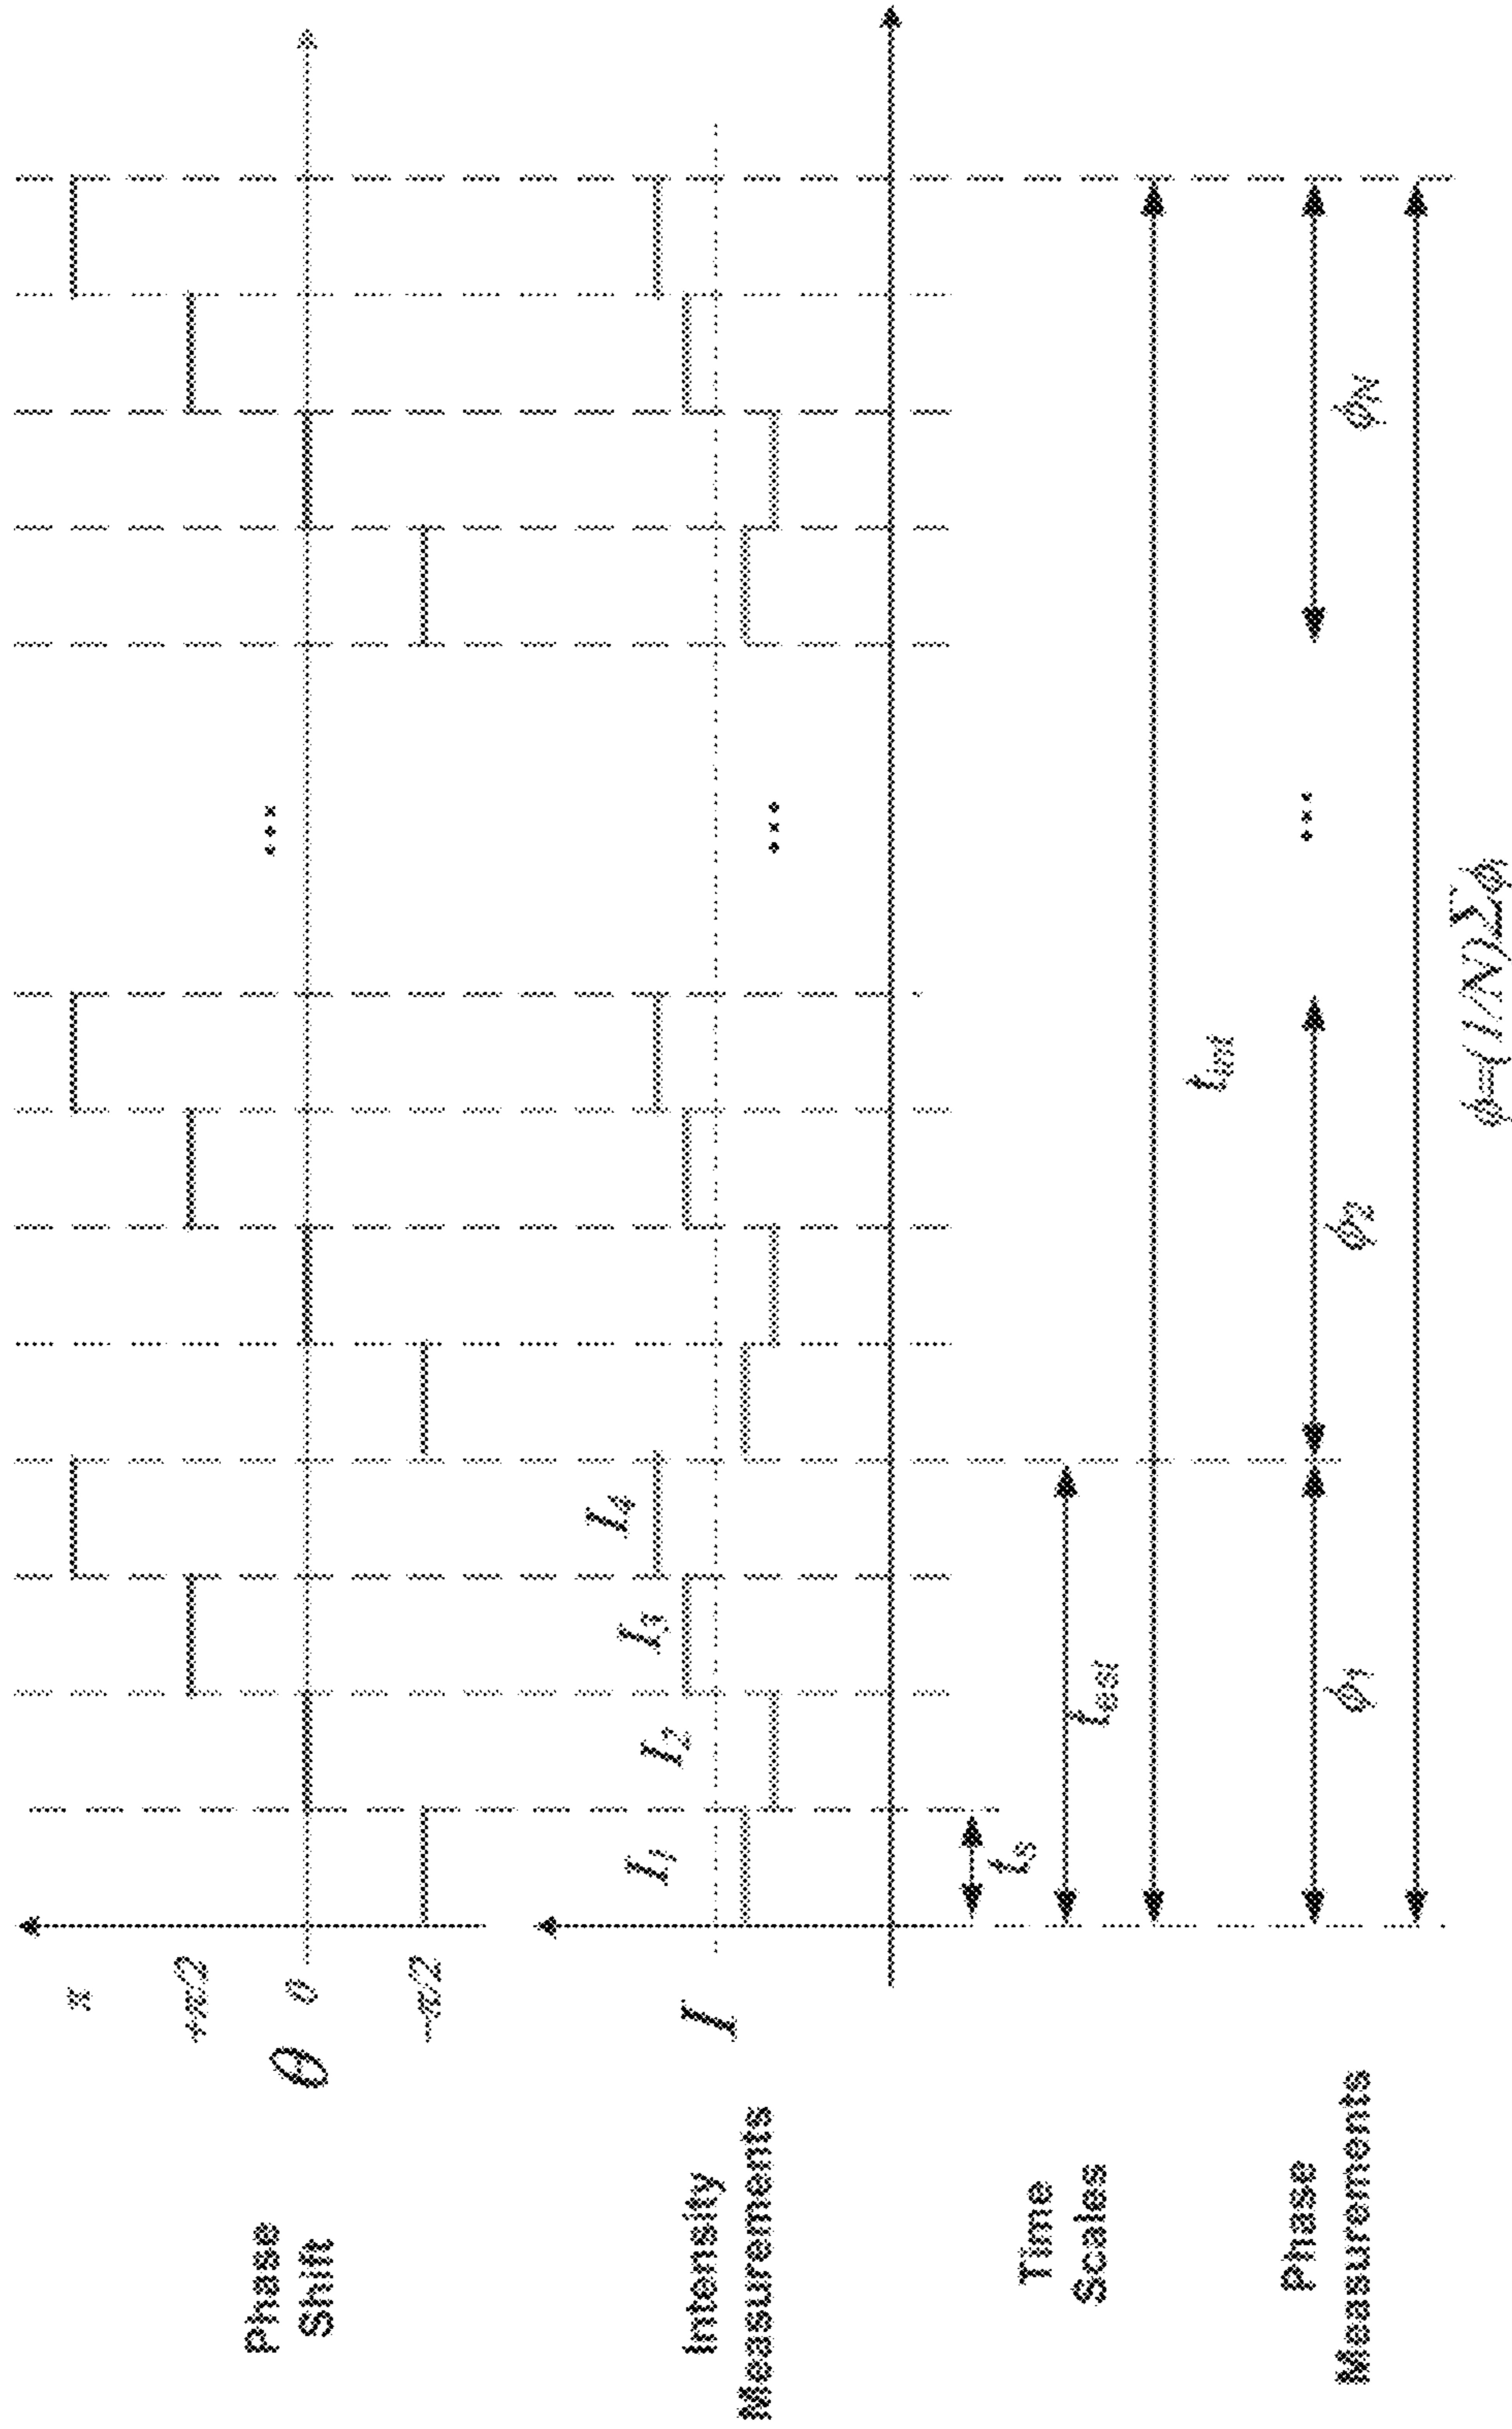 Phase
Shift
θ
π
+π/2
0
−π/2
...
Intensity
Measurements
I
I1
I2
I3
I4
...
Time
Scales
ts
test
tint
Phase
Measurements
ϕ1
ϕ2
...
ϕN
ϕ=(1/N)Σϕi